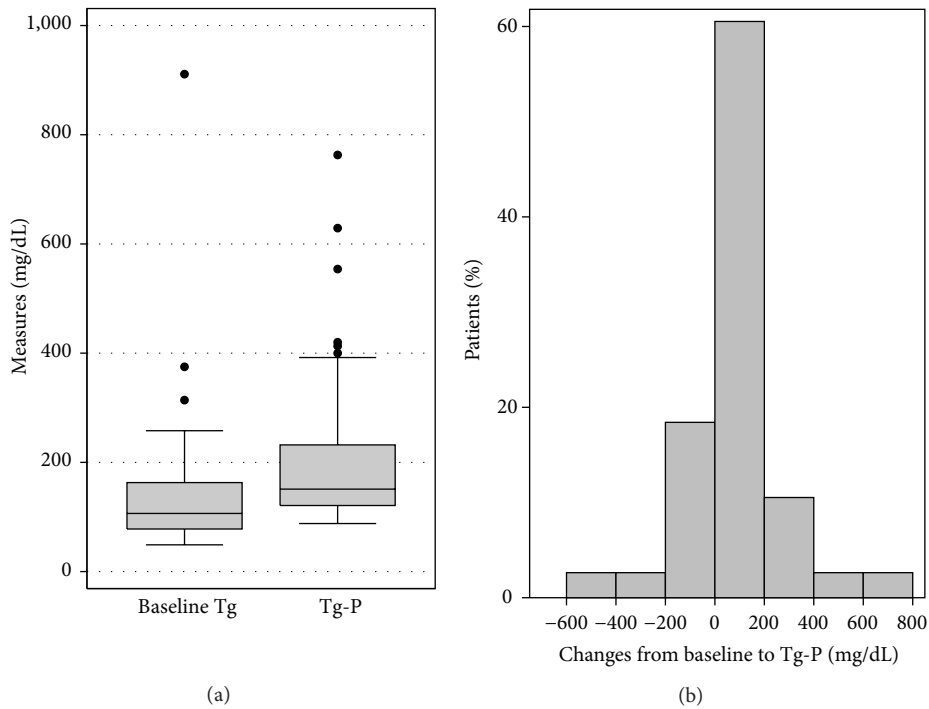 1,000
800
600
400
200
0
Measures (mg/dL)
Baseline Tg
Tg-P
(a)
60
40
20
0
Patients (%)
−600 −400 −200 0 200 400 600 800
Changes from baseline to Tg-P (mg/dL)
(b)